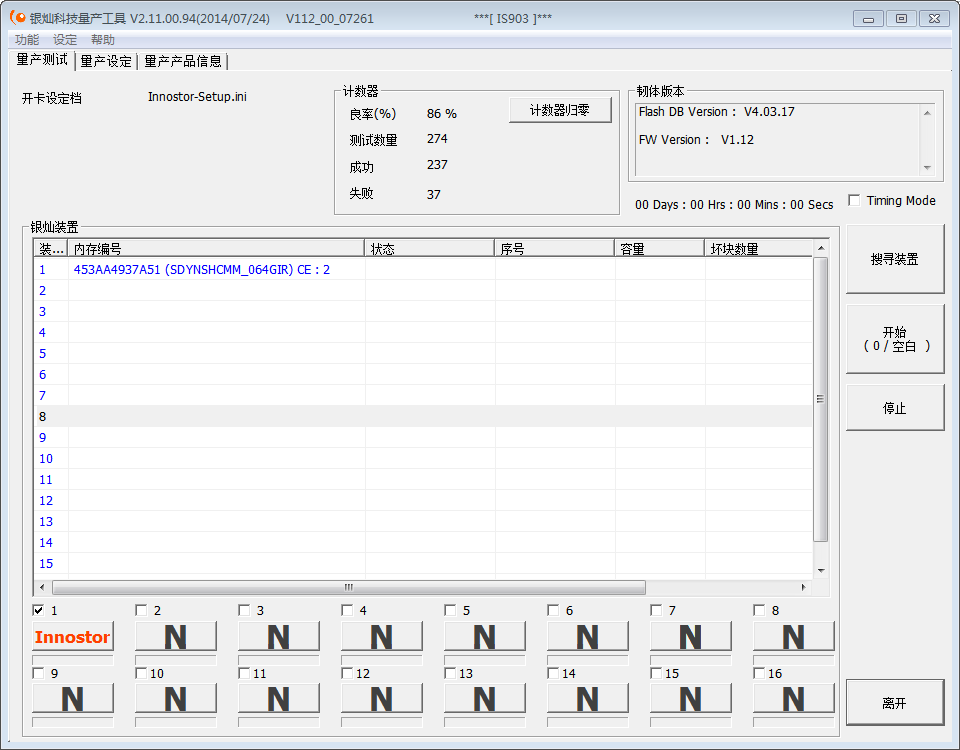 银灿科技量产工具 V2.11.00.94(2014/07/24) V112_00_07261 ***[ IS903 ]***
功能 设定 帮助
量产测试 量产设定 量产产品信息
开卡设定档 Innostor-Setup.ini
计数器
良率(%) 86 % 计数器归零
测试数量 274
成功 237
失败 37
韧体版本
Flash DB Version： V4.03.17
FW Version： V1.12
00 Days : 00 Hrs : 00 Mins : 00 Secs Timing Mode
银灿装置
装... 内存编号 状态 序号 容量 坏块数量
1 453AA4937A51 (SDYNSHCMM_064GIR) CE : 2
2
3
4
5
6
7
8
9
10
11
12
13
14
15
搜寻装置
开始
( 0 / 空白 )
停止
1 2 3 4 5 6 7 8
Innostor N N N N N N N
9 10 11 12 13 14 15 16
N N N N N N N N
离开